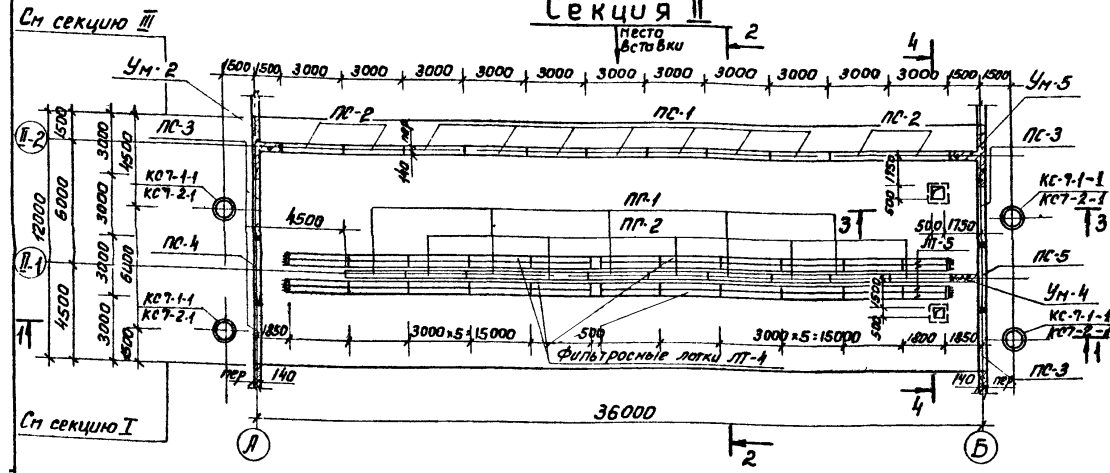 Секция II
См секцию III
место
вставки
2
4
Ум-2
1500 1500 3000 3000 3000 3000 3000 3000 3000 3000 3000 3000 3000 1500 1500
Ум-5
ПС-3
ПС-2
ПС-1
ПС-2
ПС-3
II-2
1500
3000
4500
пер
140
1750
500
КС7-1-1
КС7-2-1
КС-7-1-1
КС7-2-1
12000
6000
3000
4500
ПГ-1
3
3
ПГ-2
500 1750
ПС-4
ЛТ-5
ПС-5
II-1
3000
6400
1500
500
Ум-4
КС7-1-1
КС7-2-1
КС-7-1-1
КС7-2-1
4500
3000
1500
1
1850
3000×5=15000
500
3000×5=15000
1800
1850
1
Фильтросные лотки ЛТ-4
пер
140
140
пер
ПС-3
4
36000
См секцию I
А
Б
2